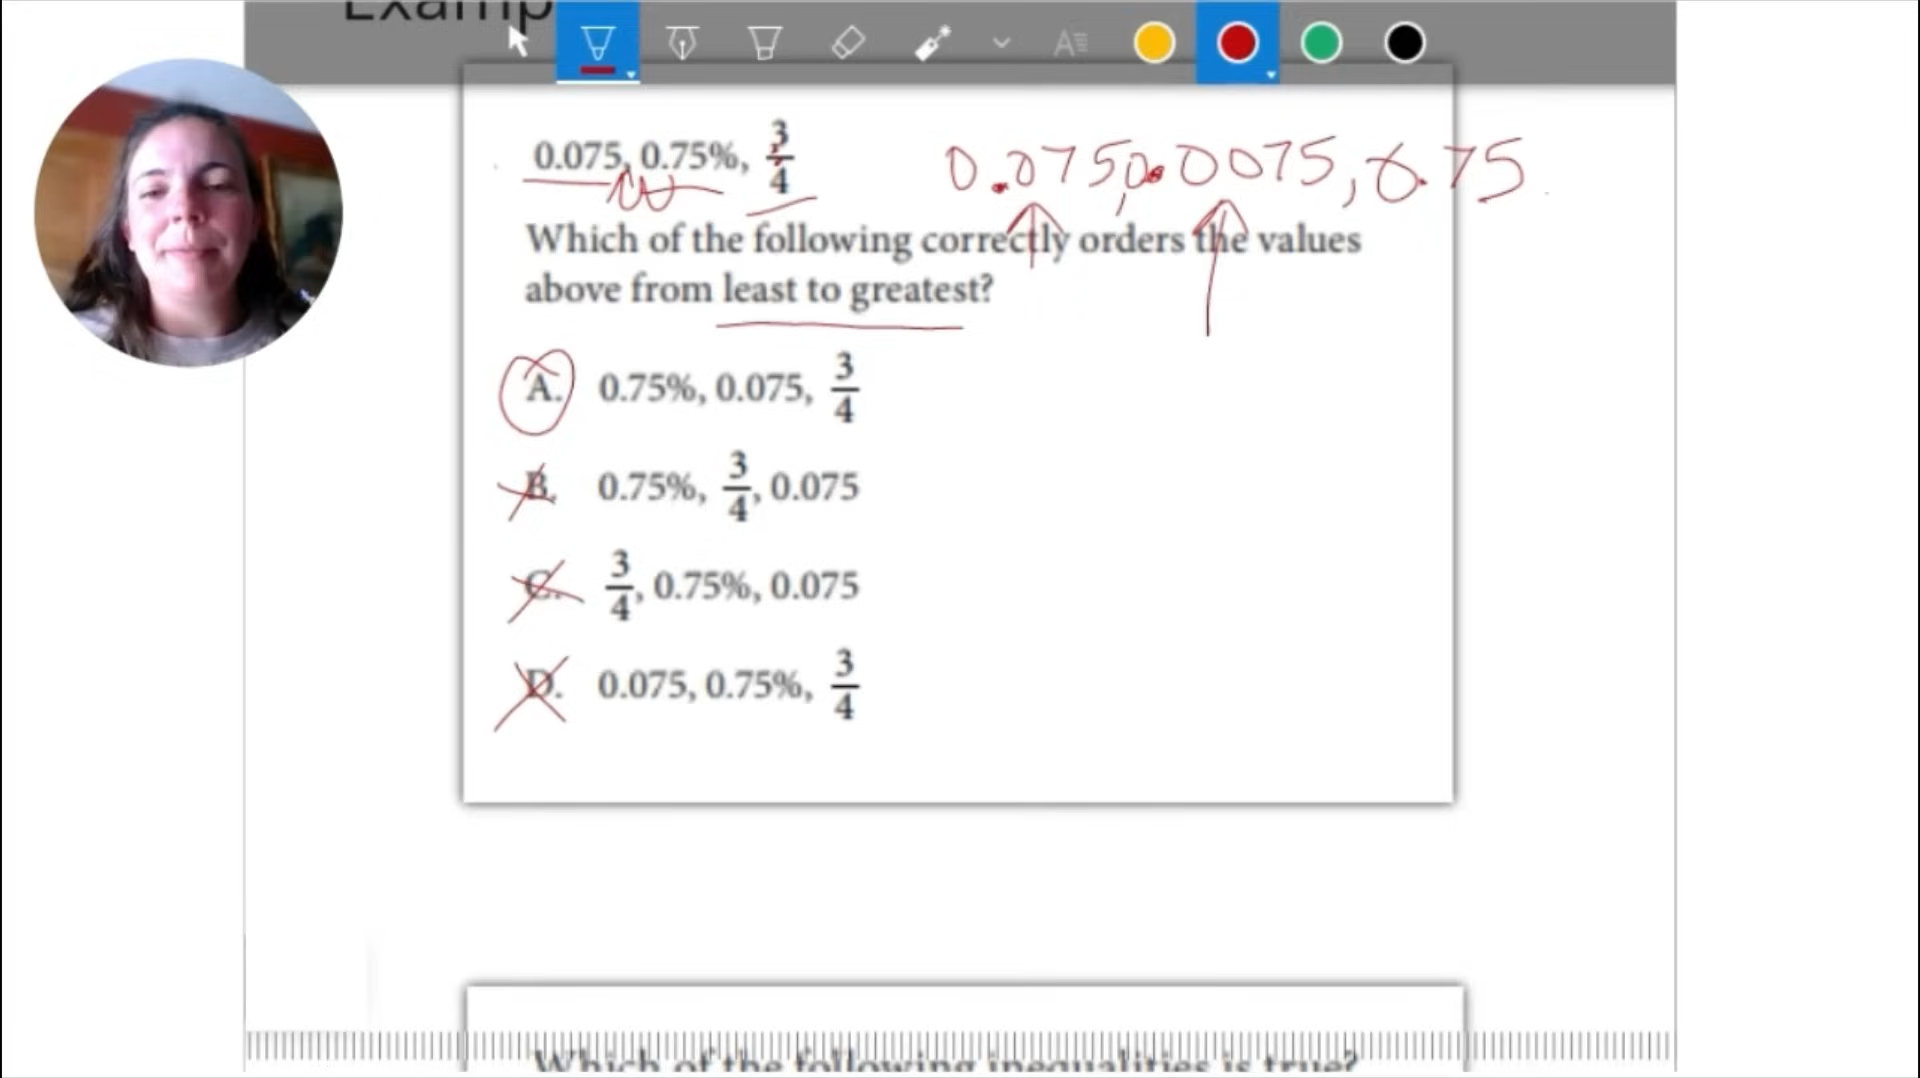 0.075, 0.75%, 3/4
0.075, 0.0075, 0.75
Which of the following correctly orders the values
above from least to greatest?
A. 0.75%, 0.075, 3/4
B. 0.75%, 3/4, 0.075
C. 3/4, 0.75%, 0.075
D. 0.075, 0.75%, 3/4
Which of the following inequalities is true?